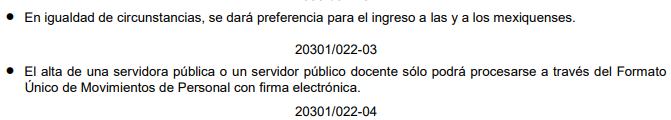 ● En igualdad de circunstancias, se dará preferencia para el ingreso a las y a los mexiquenses.
20301/022-03
● El alta de una servidora pública o un servidor público docente sólo podrá procesarse a través del Formato
Único de Movimientos de Personal con firma electrónica.
20301/022-04